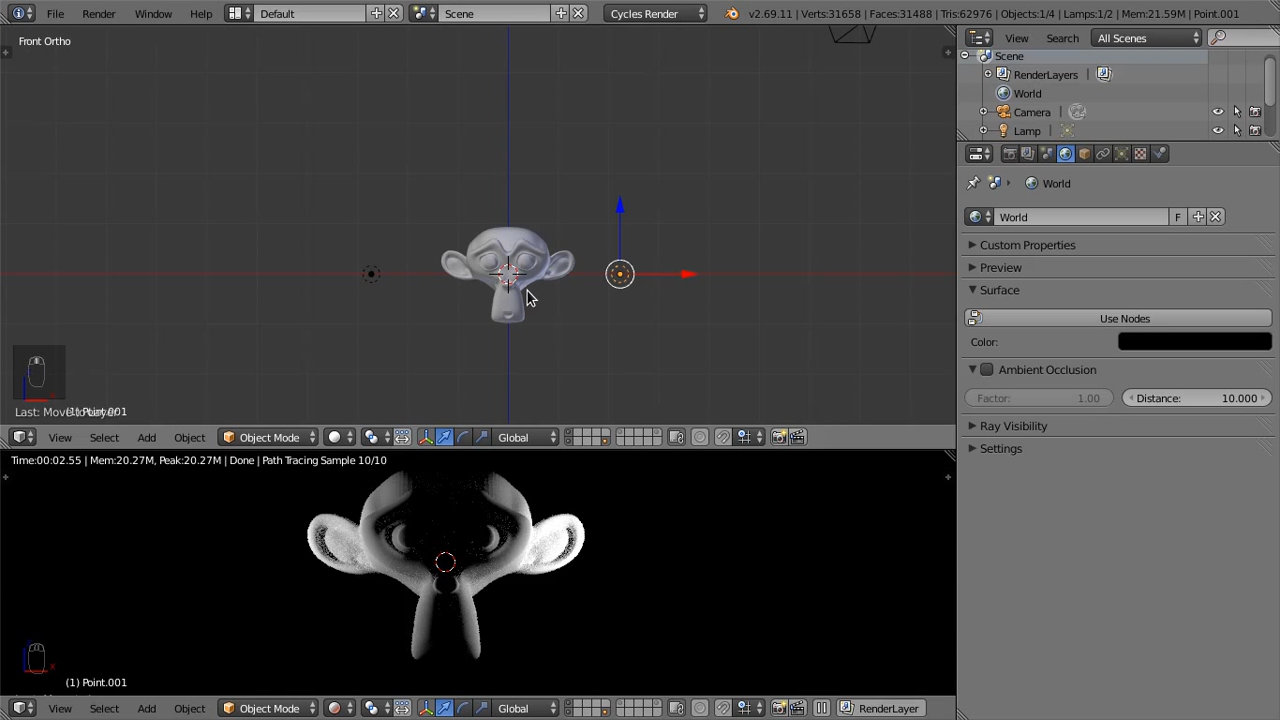 File Render Window Help Default Scene Cycles Render v2.69.11 | Verts:31658 | Faces:31488 | Tris:62976 | Objects:1/4 | Lamps:1/2 | Mem:21.59M | Point.001
Front Ortho
View Search All Scenes
Scene
RenderLayers
World
Camera
Lamp
World
World F
Custom Properties
Preview
Surface
Use Nodes
Color:
Ambient Occlusion
Factor: 1.00 Distance: 10.000
Ray Visibility
Settings
(1) Point.001
View Select Add Object Object Mode Global
Time:00:02.55 | Mem:20.27M, Peak:20.27M | Done | Path Tracing Sample 10/10
(1) Point.001
View Select Add Object Object Mode Global RenderLayer